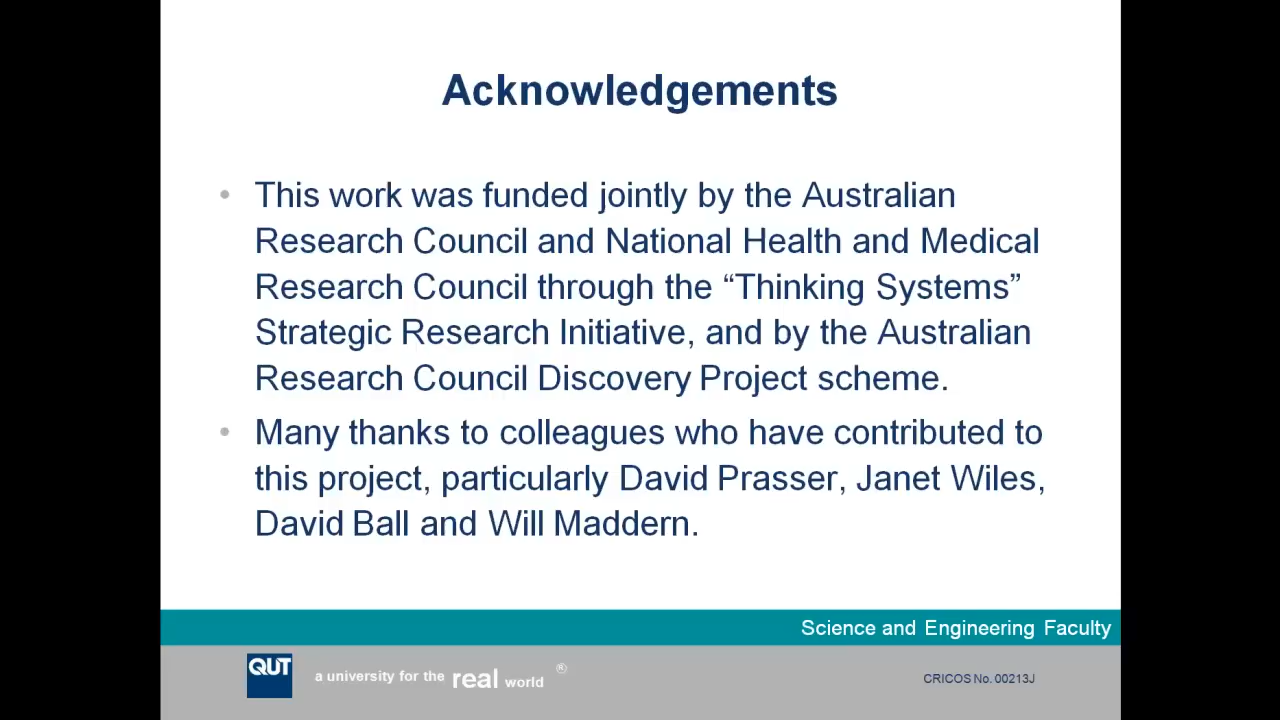 Acknowledgements
• This work was funded jointly by the Australian
Research Council and National Health and Medical
Research Council through the “Thinking Systems”
Strategic Research Initiative, and by the Australian
Research Council Discovery Project scheme.
• Many thanks to colleagues who have contributed to
this project, particularly David Prasser, Janet Wiles,
David Ball and Will Maddern.
Science and Engineering Faculty
QUT
a university for the real world ®
CRICOS No. 00213J